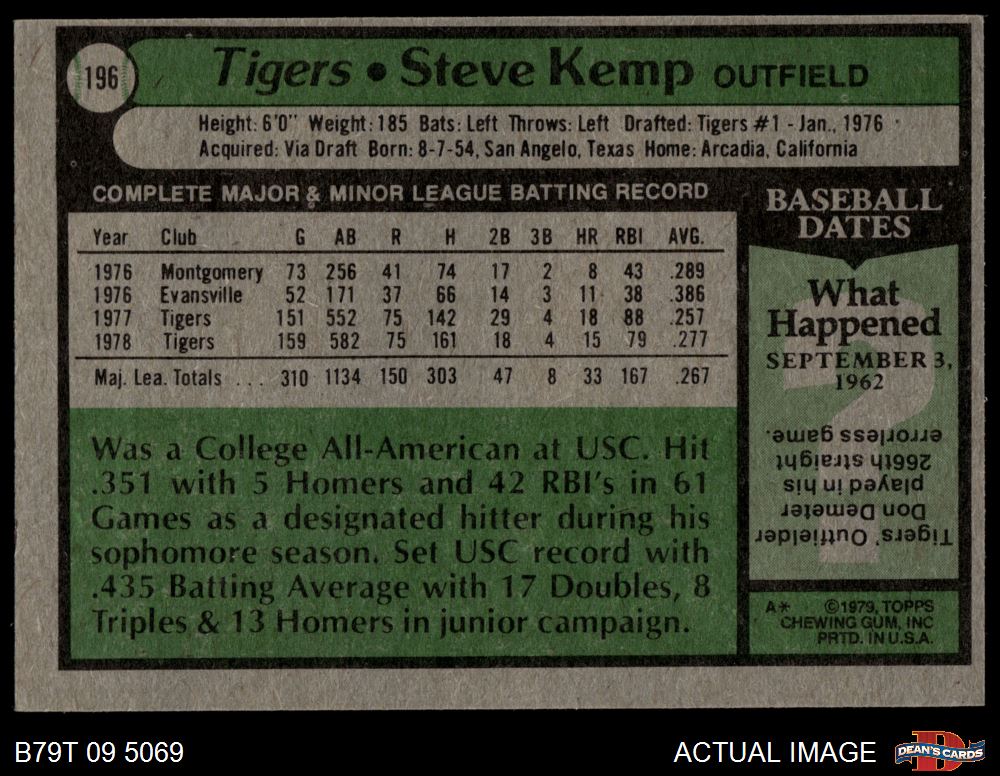 196
Tigers • Steve Kemp OUTFIELD
Height: 6'0" Weight: 185 Bats: Left Throws: Left Drafted: Tigers #1 - Jan., 1976
Acquired: Via Draft Born: 8-7-54, San Angelo, Texas Home: Arcadia, California
COMPLETE MAJOR & MINOR LEAGUE BATTING RECORD
Year Club G AB R H 2B 3B HR RBI AVG.
1976 Montgomery 73 256 41 74 17 2 8 43 .289
1976 Evansville 52 171 37 66 14 3 11 38 .386
1977 Tigers 151 552 75 142 29 4 18 88 .257
1978 Tigers 159 582 75 161 18 4 15 79 .277
Maj. Lea. Totals ... 310 1134 150 303 47 8 33 167 .267
Was a College All-American at USC. Hit
.351 with 5 Homers and 42 RBI's in 61
Games as a designated hitter during his
sophomore season. Set USC record with
.435 Batting Average with 17 Doubles, 8
Triples & 13 Homers in junior campaign.
BASEBALL
DATES
What
Happened
SEPTEMBER 3,
1962
Tigers' Outfielder
Don Demeter
played in his
266th straight
errorless game.
A* ©1979, TOPPS
CHEWING GUM, INC
PRTD. IN U.S.A.
B79T 09 5069
ACTUAL IMAGE
DEAN'S CARDS